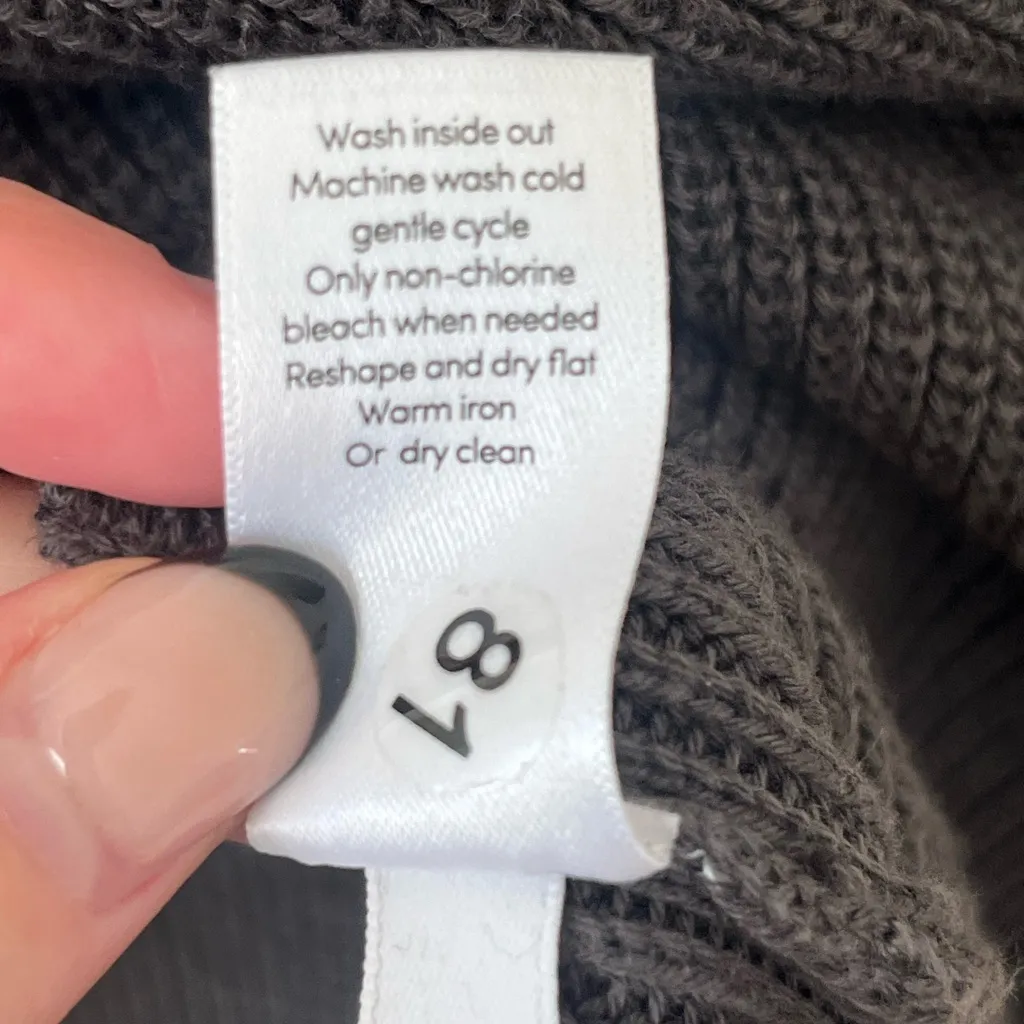 Wash inside out
Machine wash cold
gentle cycle
Only non-chlorine
bleach when needed
Reshape and dry flat
Warm iron
Or dry clean
81